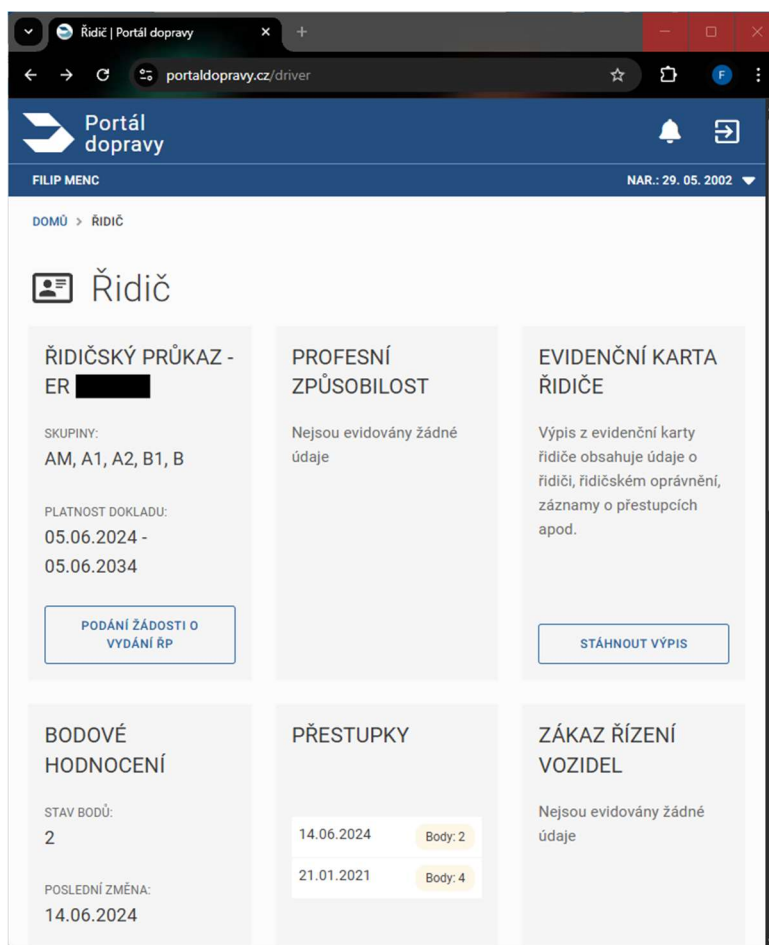 Řidič | Portál dopravy
portaldopravy.cz/driver
F
Portál
dopravy
FILIP MENC
NAR.: 29. 05. 2002
DOMŮ > ŘIDIČ
Řidič
ŘIDIČSKÝ PRŮKAZ -
ER
SKUPINY:
AM, A1, A2, B1, B
PLATNOST DOKLADU:
05.06.2024 -
05.06.2034
PODÁNÍ ŽÁDOSTI O
VYDÁNÍ ŘP
PROFESNÍ
ZPŮSOBILOST
Nejsou evidovány žádné
údaje
EVIDENČNÍ KARTA
ŘIDIČE
Výpis z evidenční karty
řidiče obsahuje údaje o
řidiči, řidičském oprávnění,
záznamy o přestupcích
apod.
STÁHNOUT VÝPIS
BODOVÉ
HODNOCENÍ
STAV BODŮ:
2
POSLEDNÍ ZMĚNA:
14.06.2024
PŘESTUPKY
14.06.2024 Body: 2
21.01.2021 Body: 4
ZÁKAZ ŘÍZENÍ
VOZIDEL
Nejsou evidovány žádné
údaje